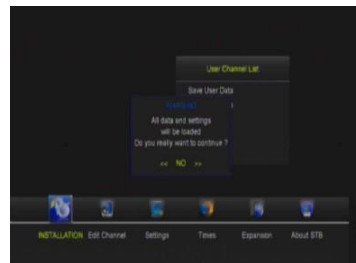 User Channel List
Save User Data
All data and settings
will be loaded
Do you really want to continue ?
<< NO >>
INSTALLATION Edit Channel Settings Times Expansion About STB